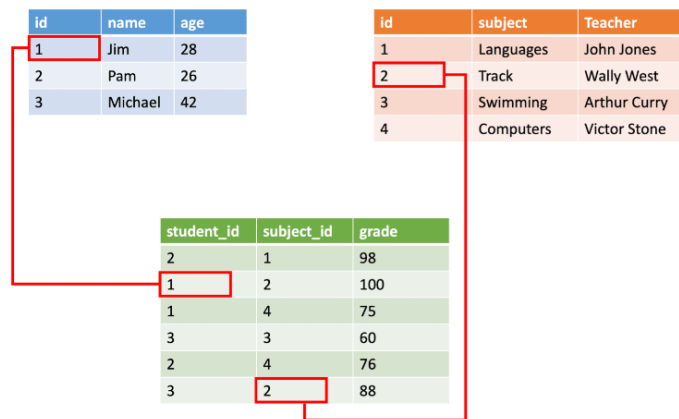 id name age
1 Jim 28
2 Pam 26
3 Michael 42
id subject Teacher
1 Languages John Jones
2 Track Wally West
3 Swimming Arthur Curry
4 Computers Victor Stone
student_id subject_id grade
2 1 98
1 2 100
1 4 75
3 3 60
2 4 76
3 2 88